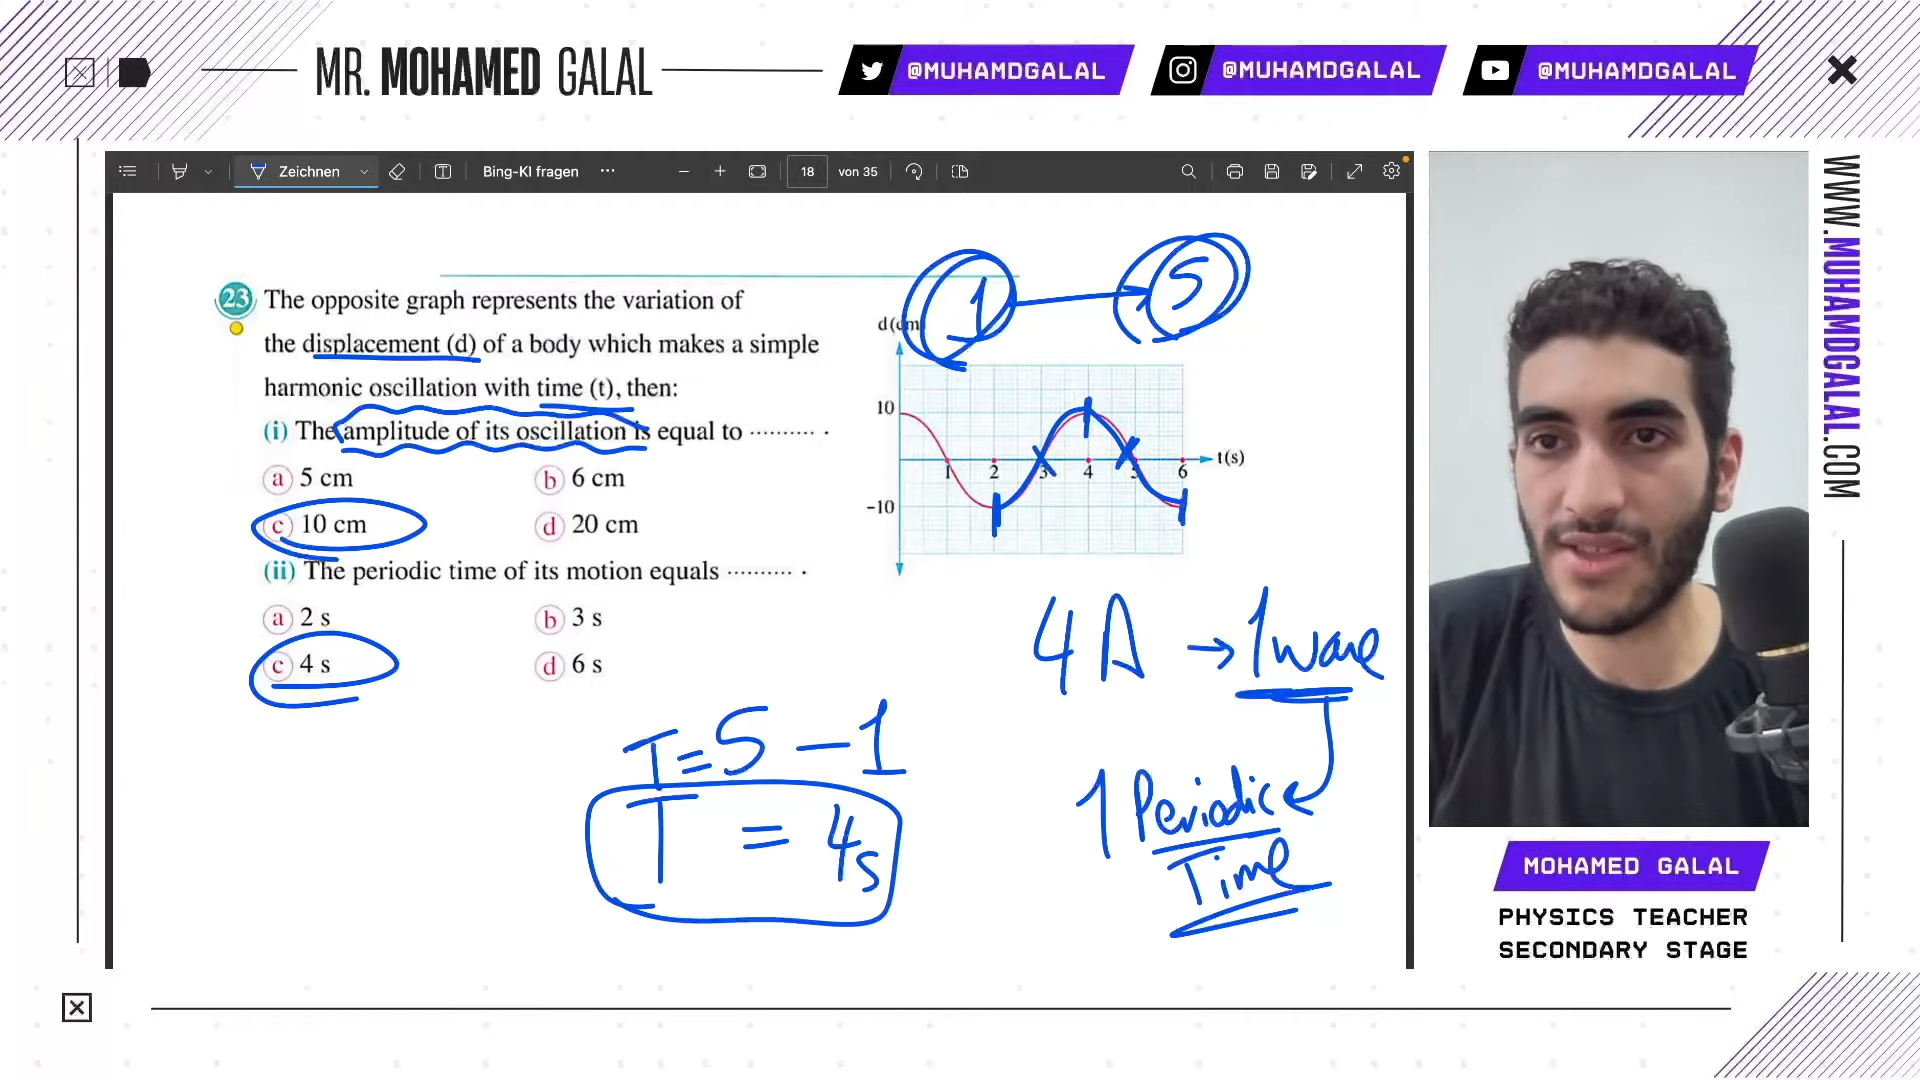 MR. MOHAMED GALAL
@MUHAMDGALAL
@MUHAMDGALAL
@MUHAMDGALAL
Zeichnen
Bing-KI fragen
18
von 35
WWW.MUHAMDGALAL.COM
1 → 5
23 The opposite graph represents the variation of
the displacement (d) of a body which makes a simple
harmonic oscillation with time (t), then:
(i) The amplitude of its oscillation is equal to .......... .
a 5 cm
b 6 cm
c 10 cm
d 20 cm
(ii) The periodic time of its motion equals .......... .
a 2 s
b 3 s
c 4 s
d 6 s
d(cm)
10
-10
1 2 3 4 5 6
t(s)
4 A → 1 wave
1 Periodic
Time
T = 5 - 1
T = 4s
MOHAMED GALAL
PHYSICS TEACHER
SECONDARY STAGE